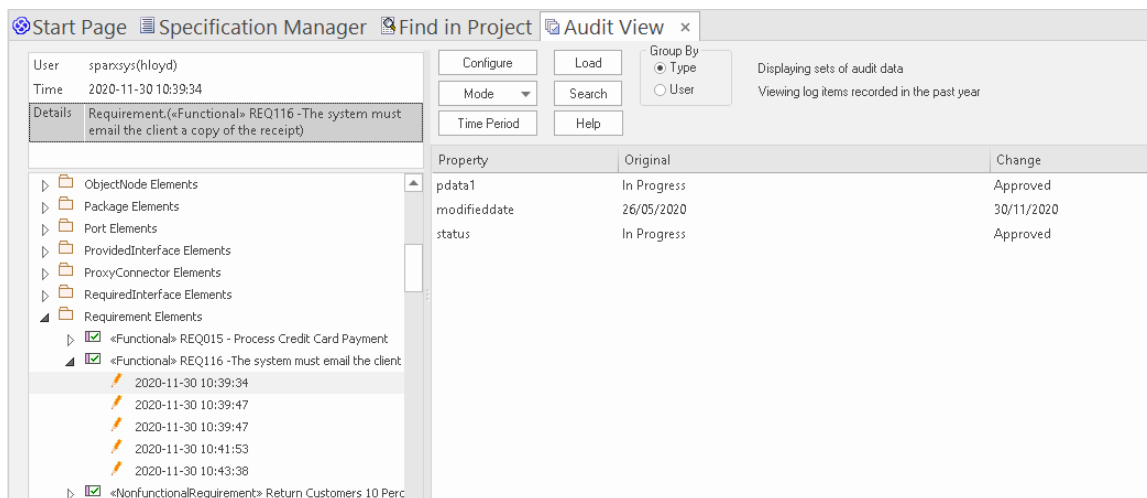 Start Page Specification Manager Find in Project Audit View ×
User sparxsys(hloyd)
Time 2020-11-30 10:39:34
Details Requirement.(«Functional» REQ116 -The system must
email the client a copy of the receipt)
ObjectNode Elements
Package Elements
Port Elements
ProvidedInterface Elements
ProxyConnector Elements
RequiredInterface Elements
Requirement Elements
«Functional» REQ015 - Process Credit Card Payment
«Functional» REQ116 -The system must email the client
2020-11-30 10:39:34
2020-11-30 10:39:47
2020-11-30 10:39:47
2020-11-30 10:41:53
2020-11-30 10:43:38
«NonfunctionalRequirement» Return Customers 10 Perc
Configure Load
Mode Search
Time Period Help
Group By
Type
User
Displaying sets of audit data
Viewing log items recorded in the past year
Property Original Change
pdata1 In Progress Approved
modifieddate 26/05/2020 30/11/2020
status In Progress Approved